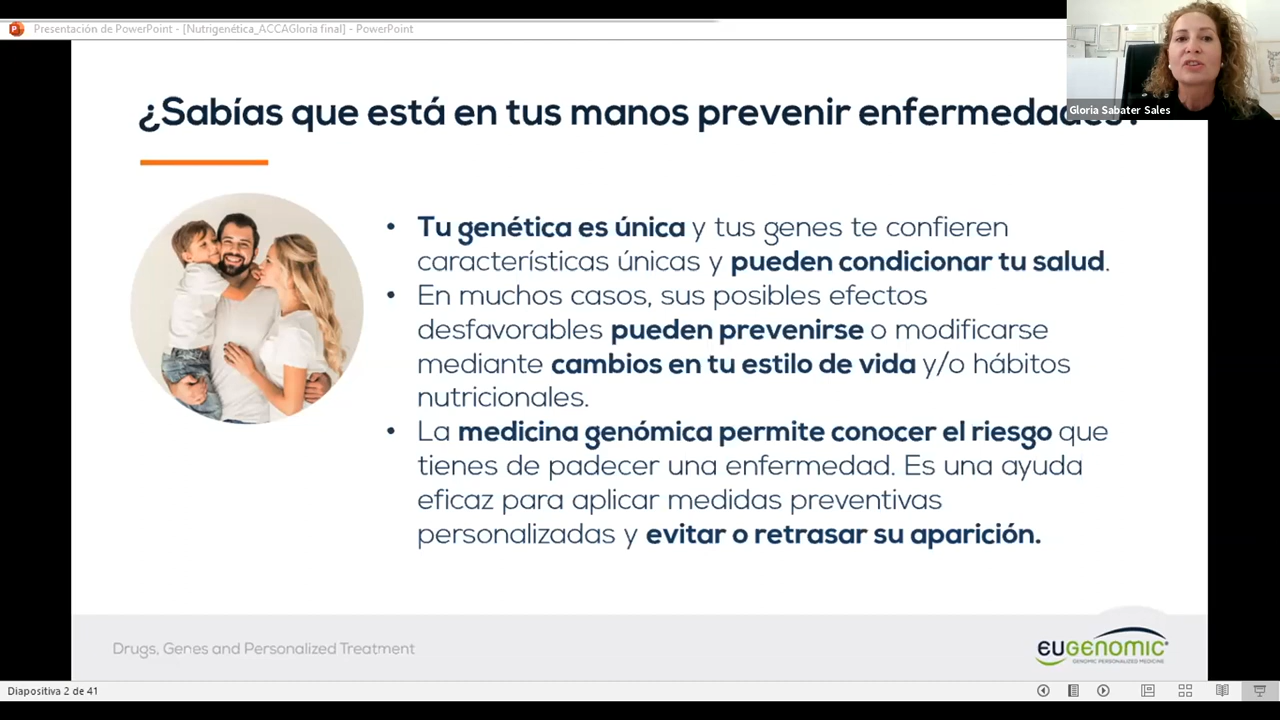 Presentación de PowerPoint - [Nutrigenética_ACCAGloria final] - PowerPoint
Gloria Sabater Sales
¿Sabías que está en tus manos prevenir enfermedades?
• Tu genética es única y tus genes te confieren
características únicas y pueden condicionar tu salud.
• En muchos casos, sus posibles efectos
desfavorables pueden prevenirse o modificarse
mediante cambios en tu estilo de vida y/o hábitos
nutricionales.
• La medicina genómica permite conocer el riesgo que
tienes de padecer una enfermedad. Es una ayuda
eficaz para aplicar medidas preventivas
personalizadas y evitar o retrasar su aparición.
Drugs, Genes and Personalized Treatment
EUGENOMIC®
GENOMIC PERSONALIZED MEDICINE
Diapositiva 2 de 41